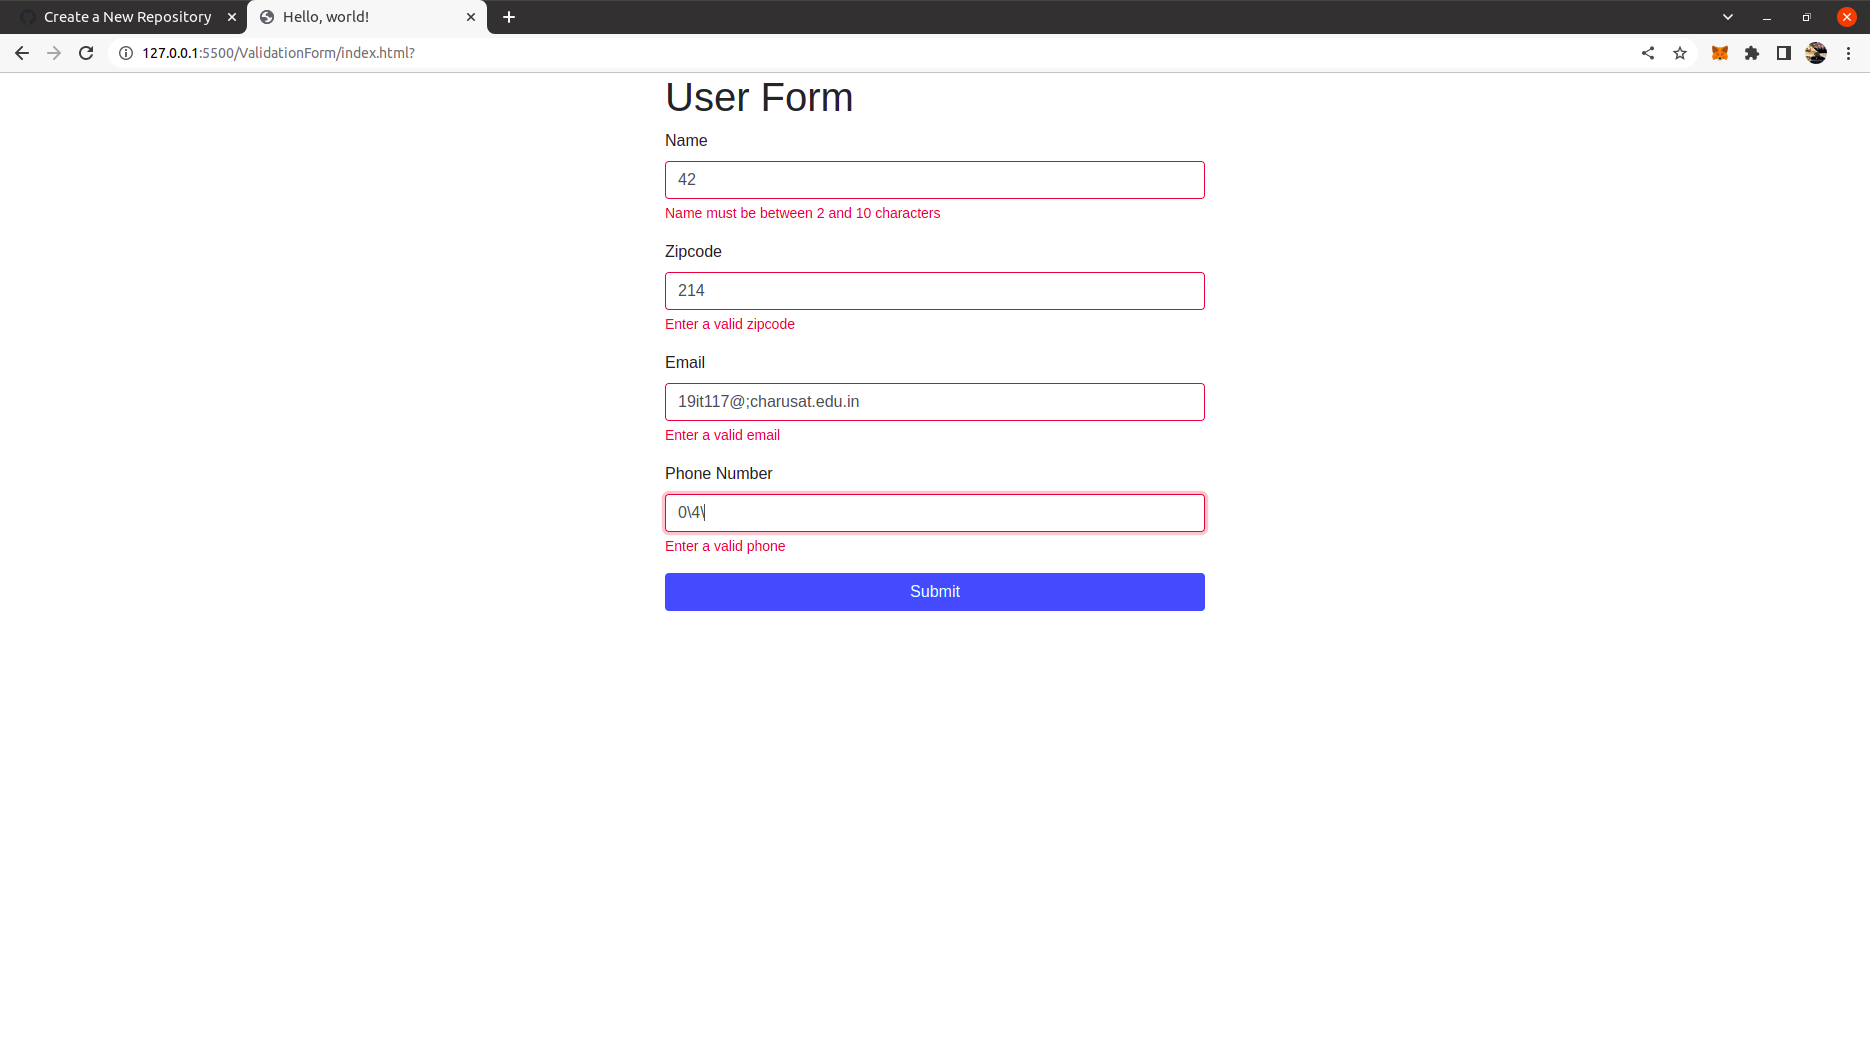 Create a New Repository
Hello, world!
127.0.0.1:5500/ValidationForm/index.html?
User Form
Name
42
Name must be between 2 and 10 characters
Zipcode
214
Enter a valid zipcode
Email
19it117@;charusat.edu.in
Enter a valid email
Phone Number
0\4\
Enter a valid phone
Submit